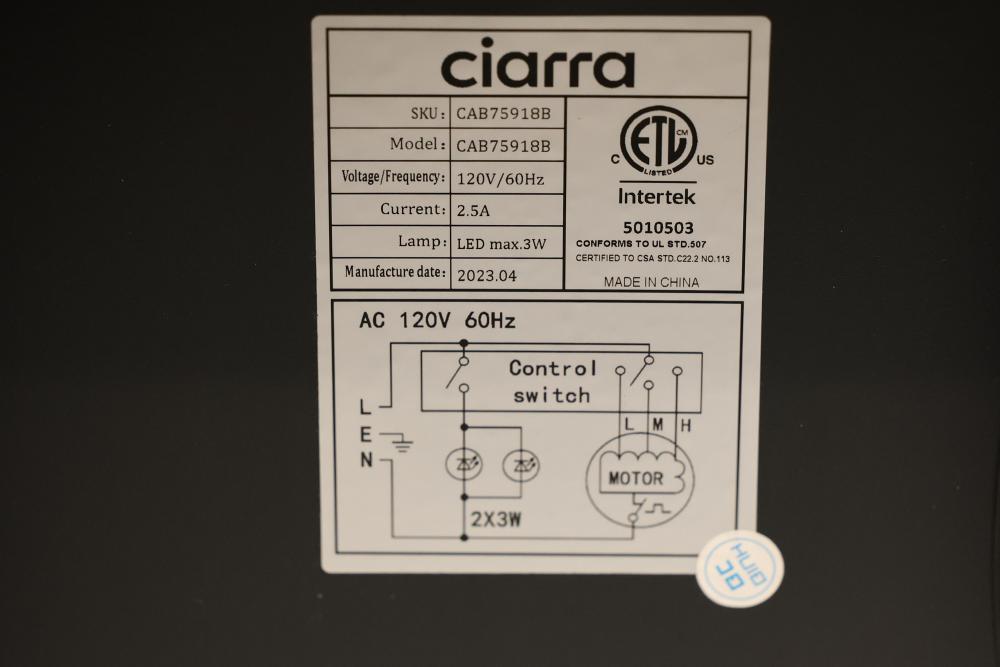 ciarra
SKU: CAB75918B
Model: CAB75918B
Voltage/Frequency: 120V/60Hz
Current: 2.5A
Lamp: LED max.3W
Manufacture date: 2023.04
ETL CM
C US
LISTED
Intertek
5010503
CONFORMS TO UL STD.507
CERTIFIED TO CSA STD.C22.2 NO.113
MADE IN CHINA
AC 120V 60Hz
Control
switch
L
E
N
L M H
MOTOR
2X3W